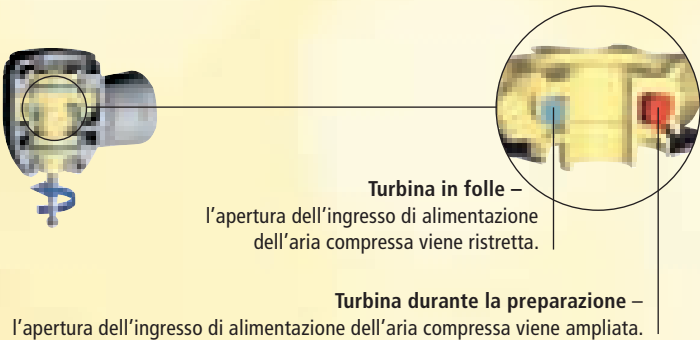 Turbina in folle –
l'apertura dell'ingresso di alimentazione
dell'aria compressa viene ristretta.
Turbina durante la preparazione –
l'apertura dell'ingresso di alimentazione dell'aria compressa viene ampliata.